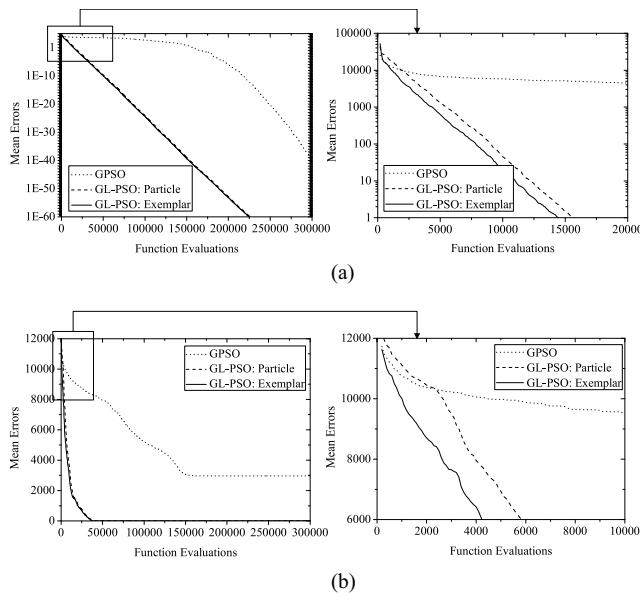 1
1E-10
1E-20
1E-30
1E-40
1E-50
1E-60
Mean Errors
0 50000 100000 150000 200000 250000 300000
Function Evaluations
GPSO
GL-PSO: Particle
GL-PSO: Exemplar
100000
10000
1000
100
10
1
Mean Errors
0 5000 10000 15000 20000
Function Evaluations
GPSO
GL-PSO: Particle
GL-PSO: Exemplar
(a)
12000
10000
8000
6000
4000
2000
0
Mean Errors
0 50000 100000 150000 200000 250000 300000
Function Evaluations
GPSO
GL-PSO: Particle
GL-PSO: Exemplar
12000
10000
8000
6000
Mean Errors
0 2000 4000 6000 8000 10000
Function Evaluations
GPSO
GL-PSO: Particle
GL-PSO: Exemplar
(b)